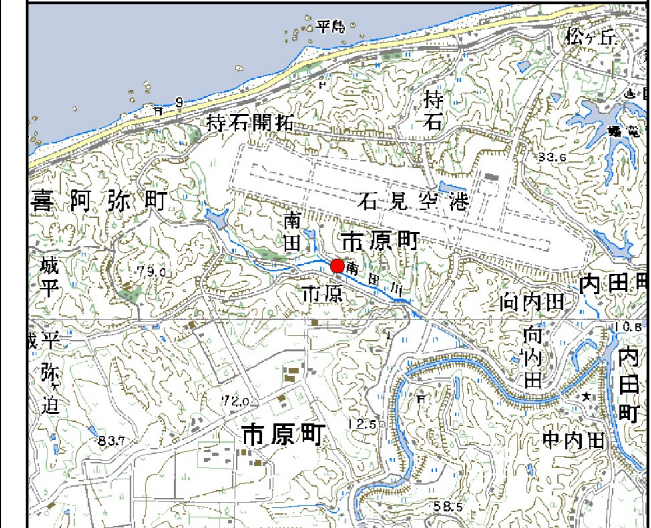 平島
松ヶ丘
9
持石開拓
持石
33.6
喜阿弥町
石見空港
南田
市原町
城平
79.0
南田川
市原
内田町
向内田
向内田
10.8
城平
弥ヶ迫
内田町
72.0
12.5
83.7
市原町
中内田
58.5